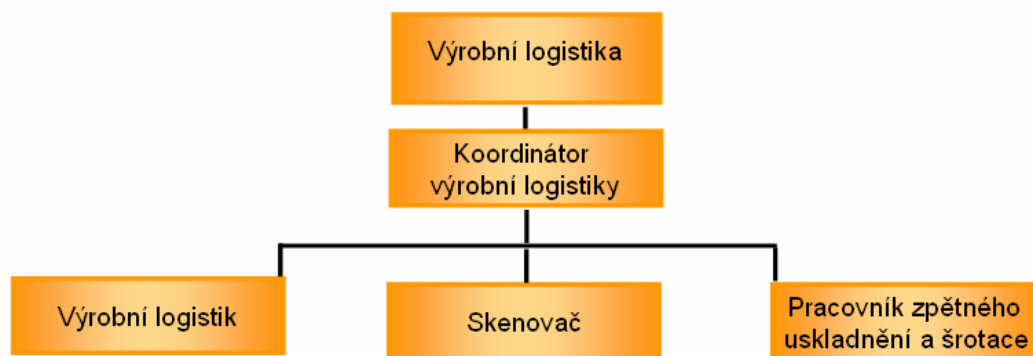 Výrobní logistika
Koordinátor
výrobní logistiky
Výrobní logistik
Skenovač
Pracovník zpětného
uskladnění a šrotace